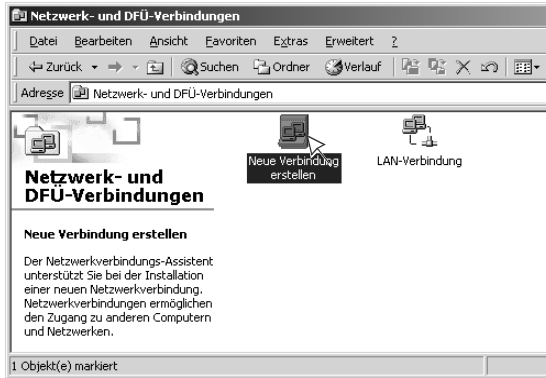 Netzwerk- und DFÜ-Verbindungen
Datei Bearbeiten Ansicht Favoriten Extras Erweitert ?
Zurück Suchen Ordner Verlauf
Adresse Netzwerk- und DFÜ-Verbindungen
Neue Verbindung
erstellen
LAN-Verbindung
Netzwerk- und
DFÜ-Verbindungen
Neue Verbindung erstellen
Der Netzwerkverbindungs-Assistent
unterstützt Sie bei der Installation
einer neuen Netzwerkverbindung.
Netzwerkverbindungen ermöglichen
den Zugang zu anderen Computern
und Netzwerken.
1 Objekt(e) markiert